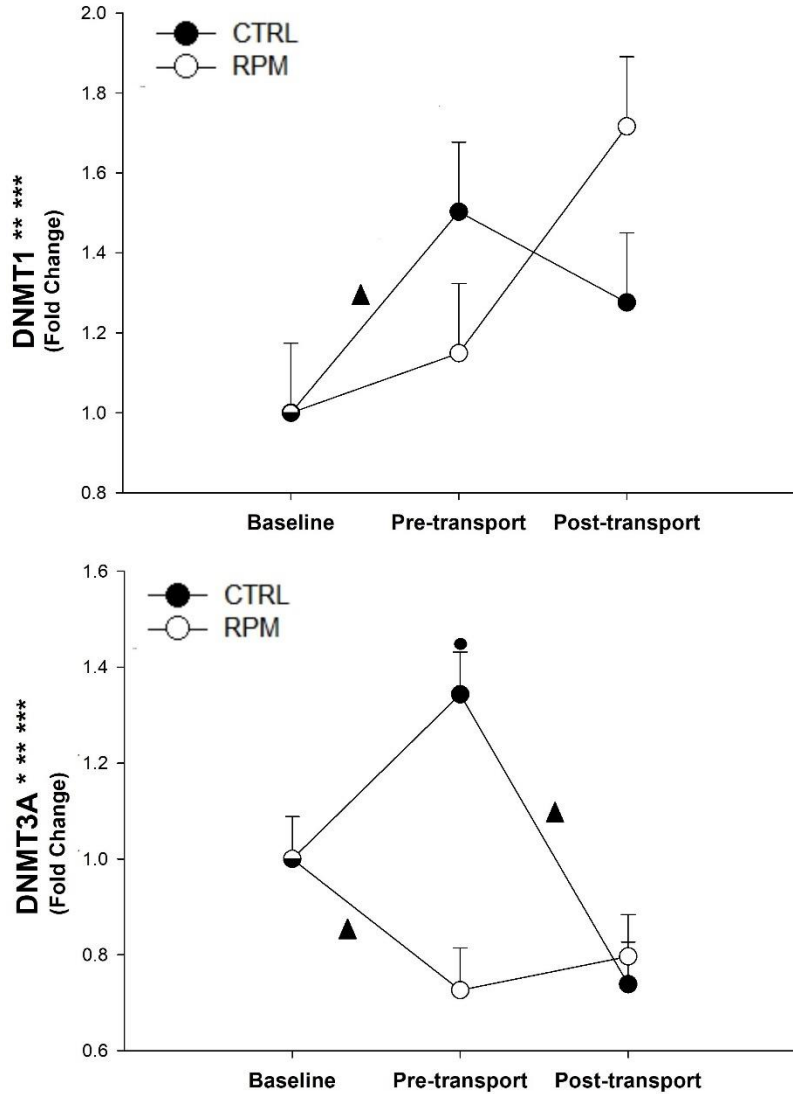 2.0
CTRL
RPM
1.8
1.6
1.4
1.2
1.0
0.8
DNMT1 ** ***
(Fold Change)
Baseline Pre-transport Post-transport
1.6
CTRL
RPM
1.4
1.2
1.0
0.8
0.6
DNMT3A * ** ***
(Fold Change)
Baseline Pre-transport Post-transport